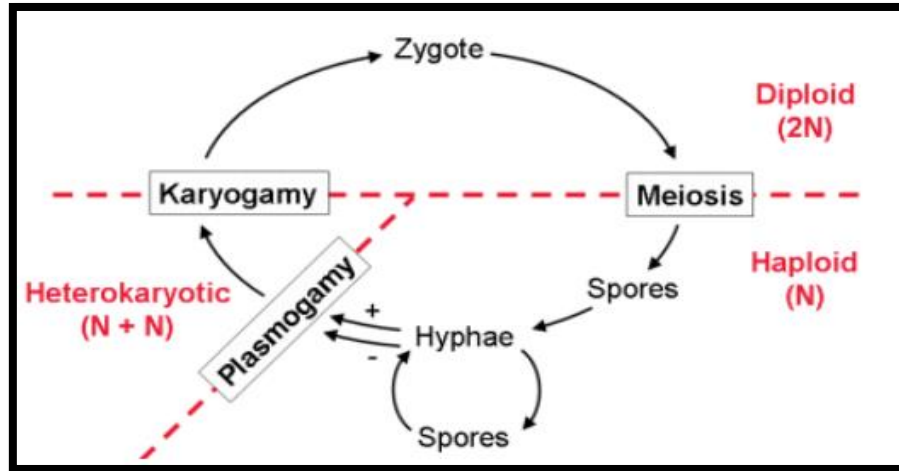 Zygote
Diploid
(2N)
Karyogamy
Meiosis
Haploid
(N)
Spores
Heterokaryotic
(N + N)
Plasmogamy
+
-
Hyphae
Spores